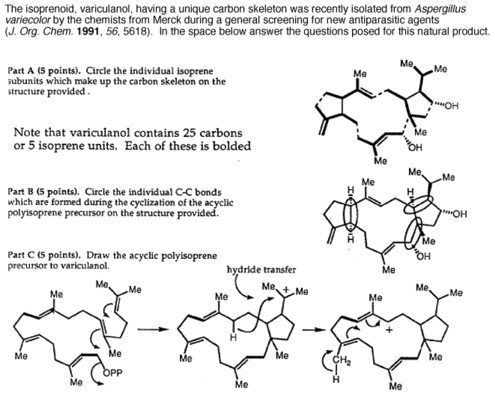 The isoprenoid, variculanol, having a unique carbon skeleton was recently isolated from Aspergillus
variecolor by the chemists from Merck during a general screening for new antiparasitic agents
(J. Org. Chem. 1991, 56, 5618). In the space below answer the questions posed for this natural product.
Part A (5 points). Circle the individual isoprene
subunits which make up the carbon skeleton on the
structure provided .
Note that variculanol contains 25 carbons
or 5 isoprene units. Each of these is bolded
Me
Me
Me
OH
Me
OH
Me
Part B (5 points). Circle the individual C-C bonds
which are formed during the cyclization of the acyclic
polyisoprene precursor on the structure provided.
Me
Me
Me
H
H
OH
H
Me
OH
Me
Part C (5 points). Draw the acyclic polyisoprene
precursor to variculanol.
hydride transfer
Me
Me
Me
Me
Me
OPP
Me
Me
Me
+
Me
H
Me
Me
Me
Me
Me
Me
+
CH2
H
Me
Me